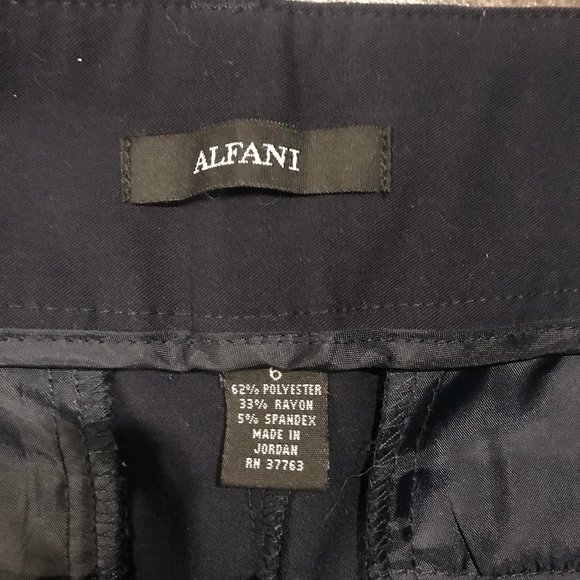 ALFANI
6
62% POLYESTER
33% RAYON
5% SPANDEX
MADE IN
JORDAN
RN 37763